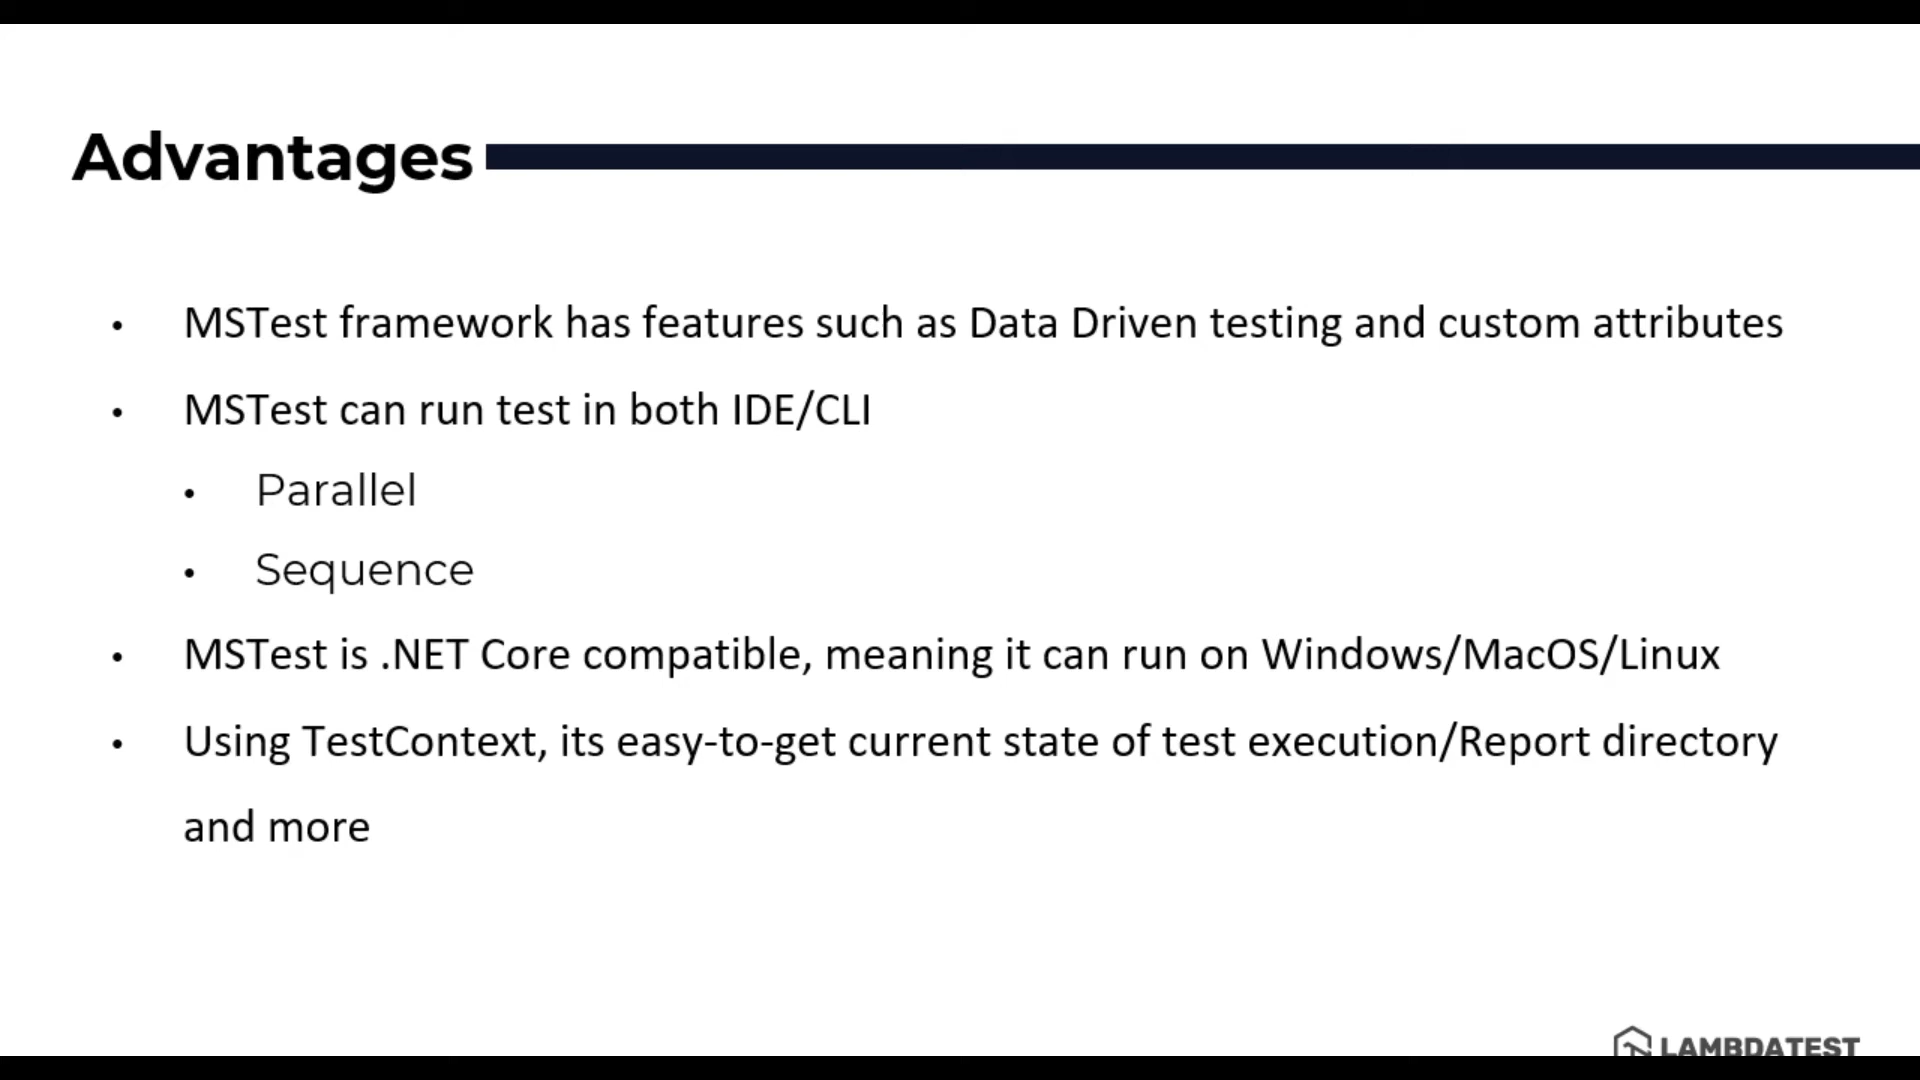 Advantages
• MSTest framework has features such as Data Driven testing and custom attributes
• MSTest can run test in both IDE/CLI
• Parallel
• Sequence
• MSTest is .NET Core compatible, meaning it can run on Windows/MacOS/Linux
• Using TestContext, its easy-to-get current state of test execution/Report directory
and more
LAMBDATEST